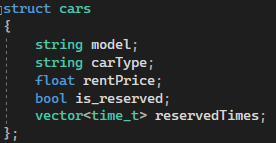 struct cars
{
    string model;
    string carType;
    float rentPrice;
    bool is_reserved;
    vector<time_t> reservedTimes;
};